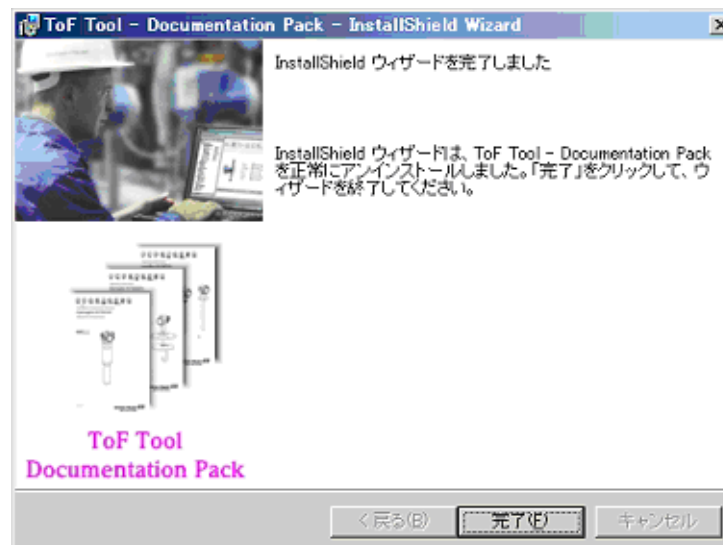 ToF Tool - Documentation Pack - InstallShield Wizard
InstallShield ウィザードを完了しました
InstallShield ウィザードは、ToF Tool - Documentation Pack
を正常にアンインストールしました。「完了」をクリックして、ウ
ィザードを終了してください。
ToF Tool
Documentation Pack
< 戻る(B)
完了(F)
キャンセル